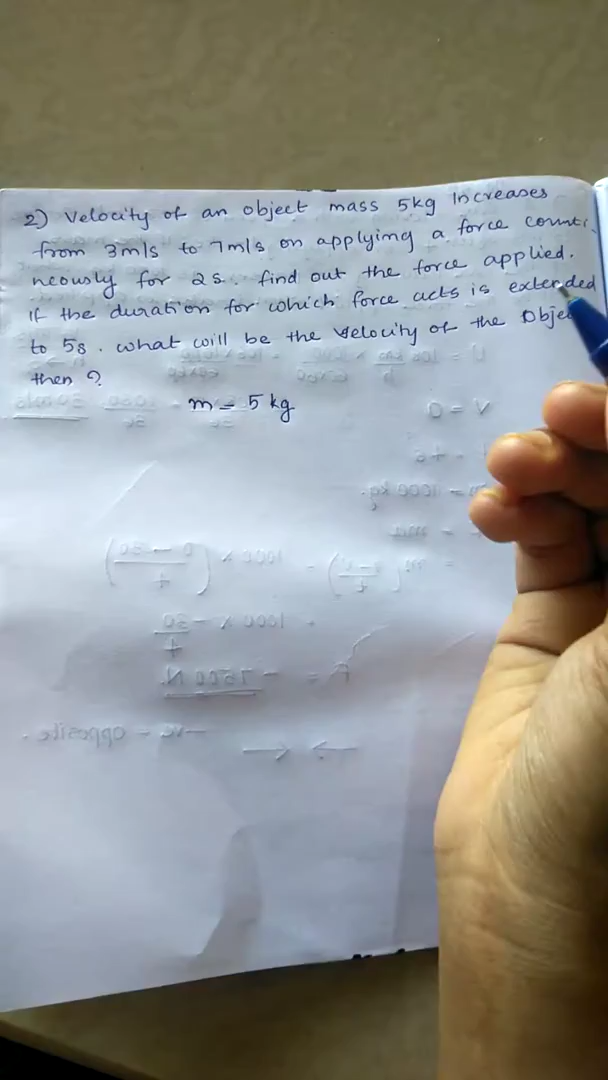 2) Velocity of an object mass 5kg Increases
from 3m/s to 7m/s on applying a force counti-
neously for 2s. find out the force applied.
If the duration for which force acts is extended
to 5s. what will be the velocity of the Obje
then ?
m = 5 kg